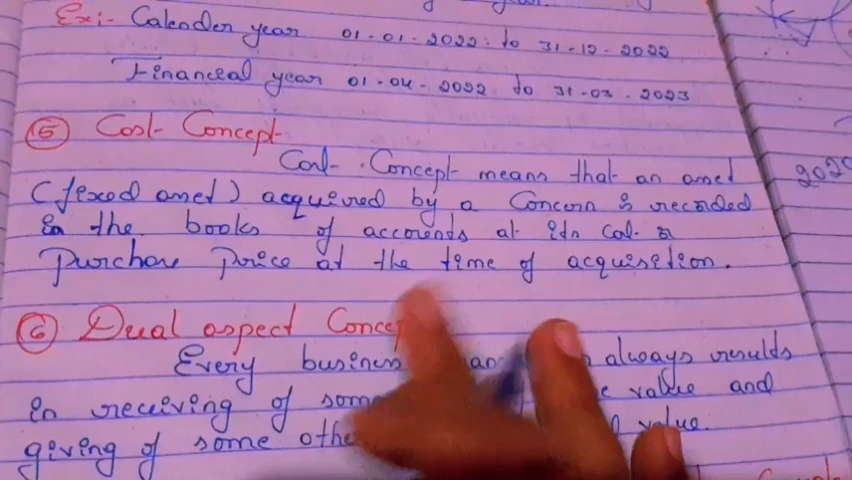 Ex:- Calender year 01-01-2022 to 31-12-2022
Financial year 01-04-2022 to 31-03-2023
5 Cost Concept
Cost Concept means that an asset
(fixed asset) acquired by a Concern is recorded
in the books of accounts at its Cost or
Purchase Price at the time of acquisition.
6 Dual aspect
Every business always results
in receiving of some value and
giving of some value.